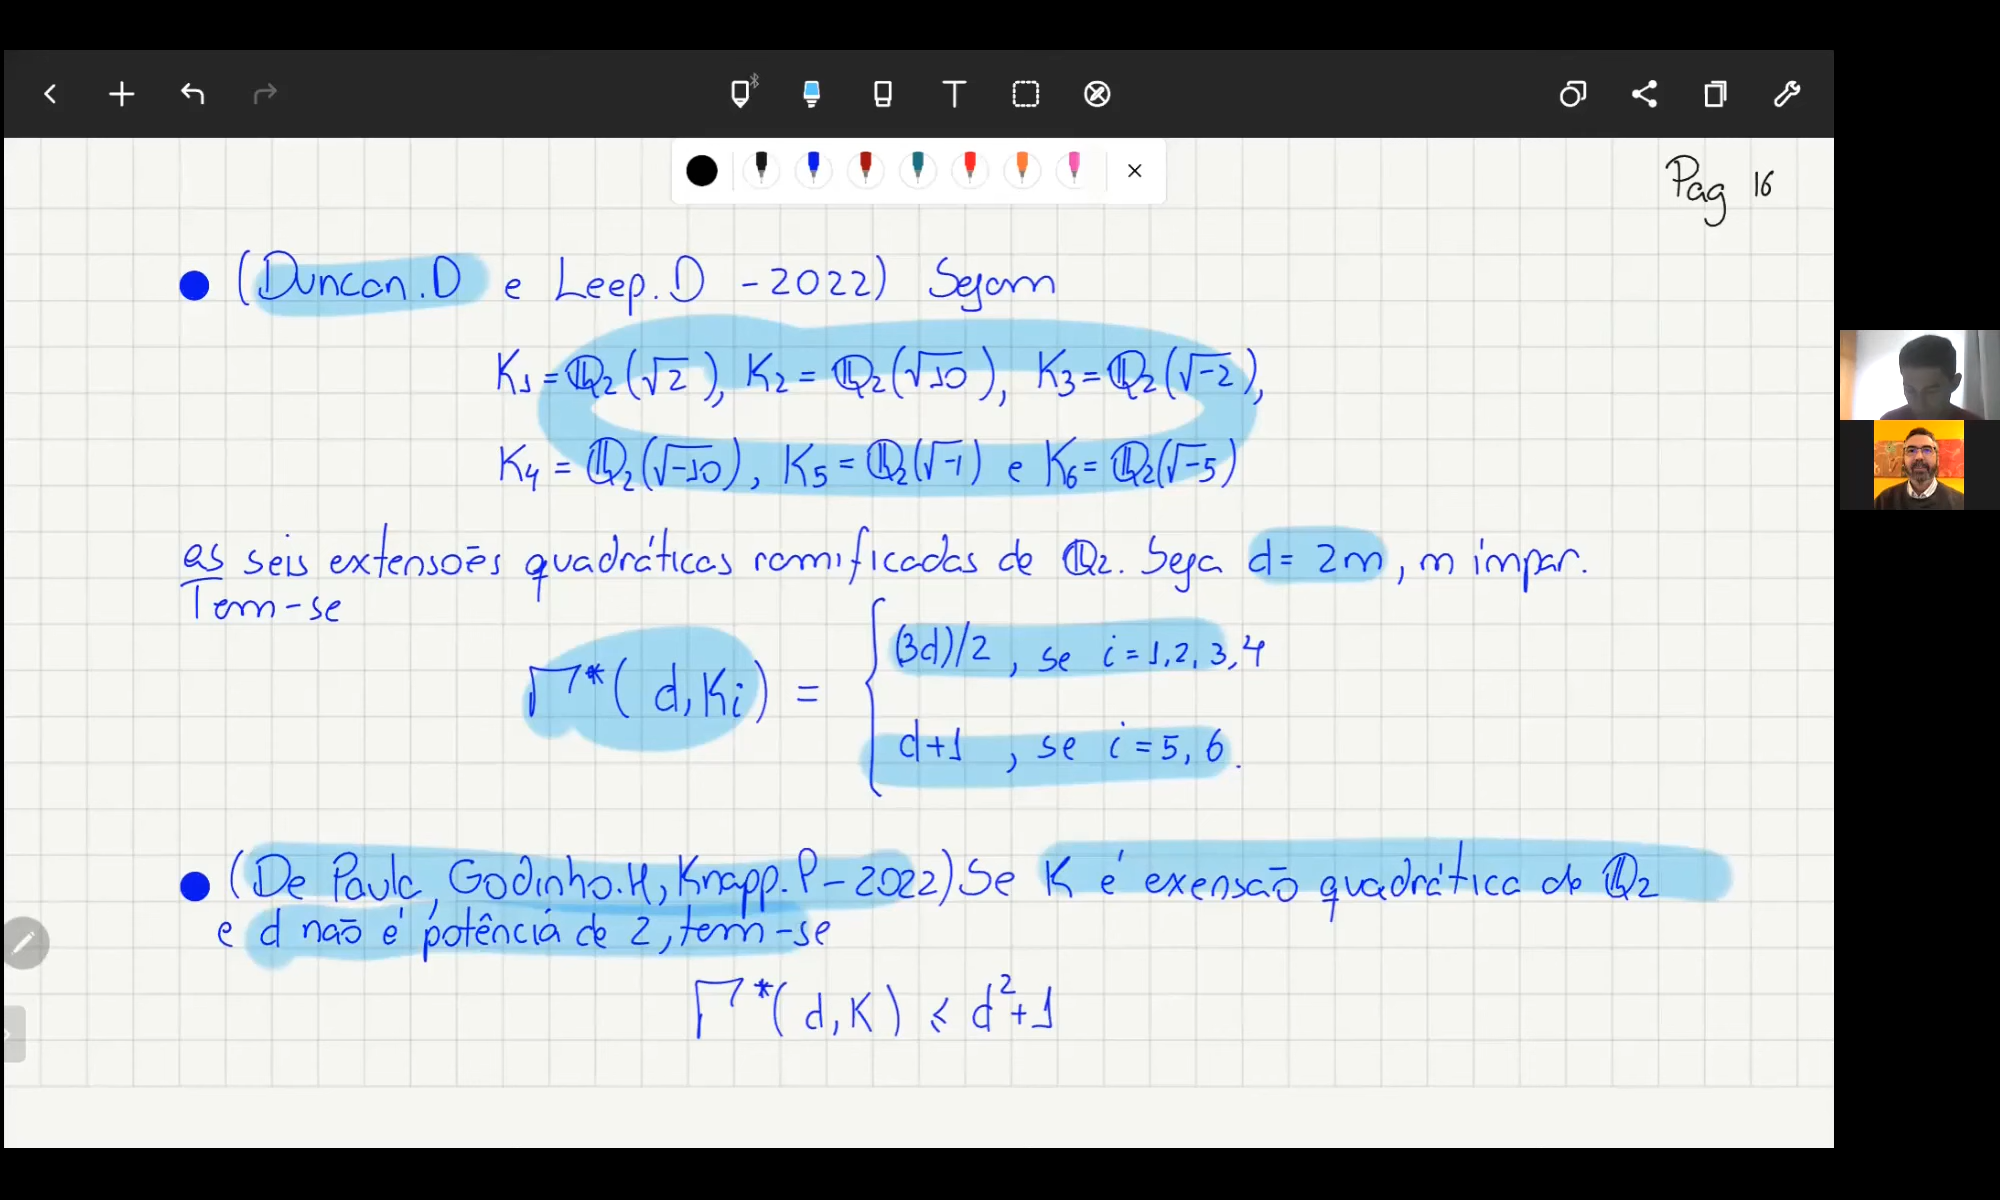 Pag 16
(Duncan.D e Leep.D - 2022) Sejam
K₁ = ℚ₂(√2), K₂ = ℚ₂(√10), K₃ = ℚ₂(√-2),
K₄ = ℚ₂(√-10), K₅ = ℚ₂(√-1) e K₆ = ℚ₂(√-5)
as seis extensões quadráticas ramificadas de ℚ₂. Seja d = 2m, m ímpar.
Tem-se
Γ*(d, Ki) = { (3d)/2, se i = 1,2,3,4
d+1, se i = 5, 6.
(De Paula, Godinho.H, Knapp.P - 2022) Se K é exensão quadrática de ℚ₂
e d não é potência de 2, tem-se
Γ*(d, K) ≤ d² + 1